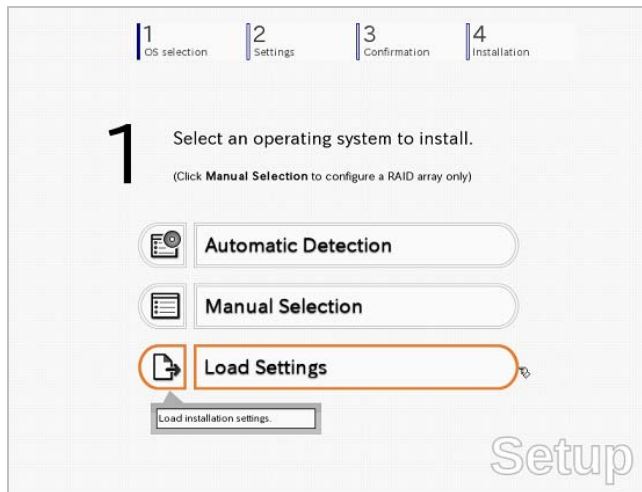 1
OS selection
2
Settings
3
Confirmation
4
Installation
1
Select an operating system to install.
(Click Manual Selection to configure a RAID array only)
Automatic Detection
Manual Selection
Load Settings
Load installation settings.
Setup